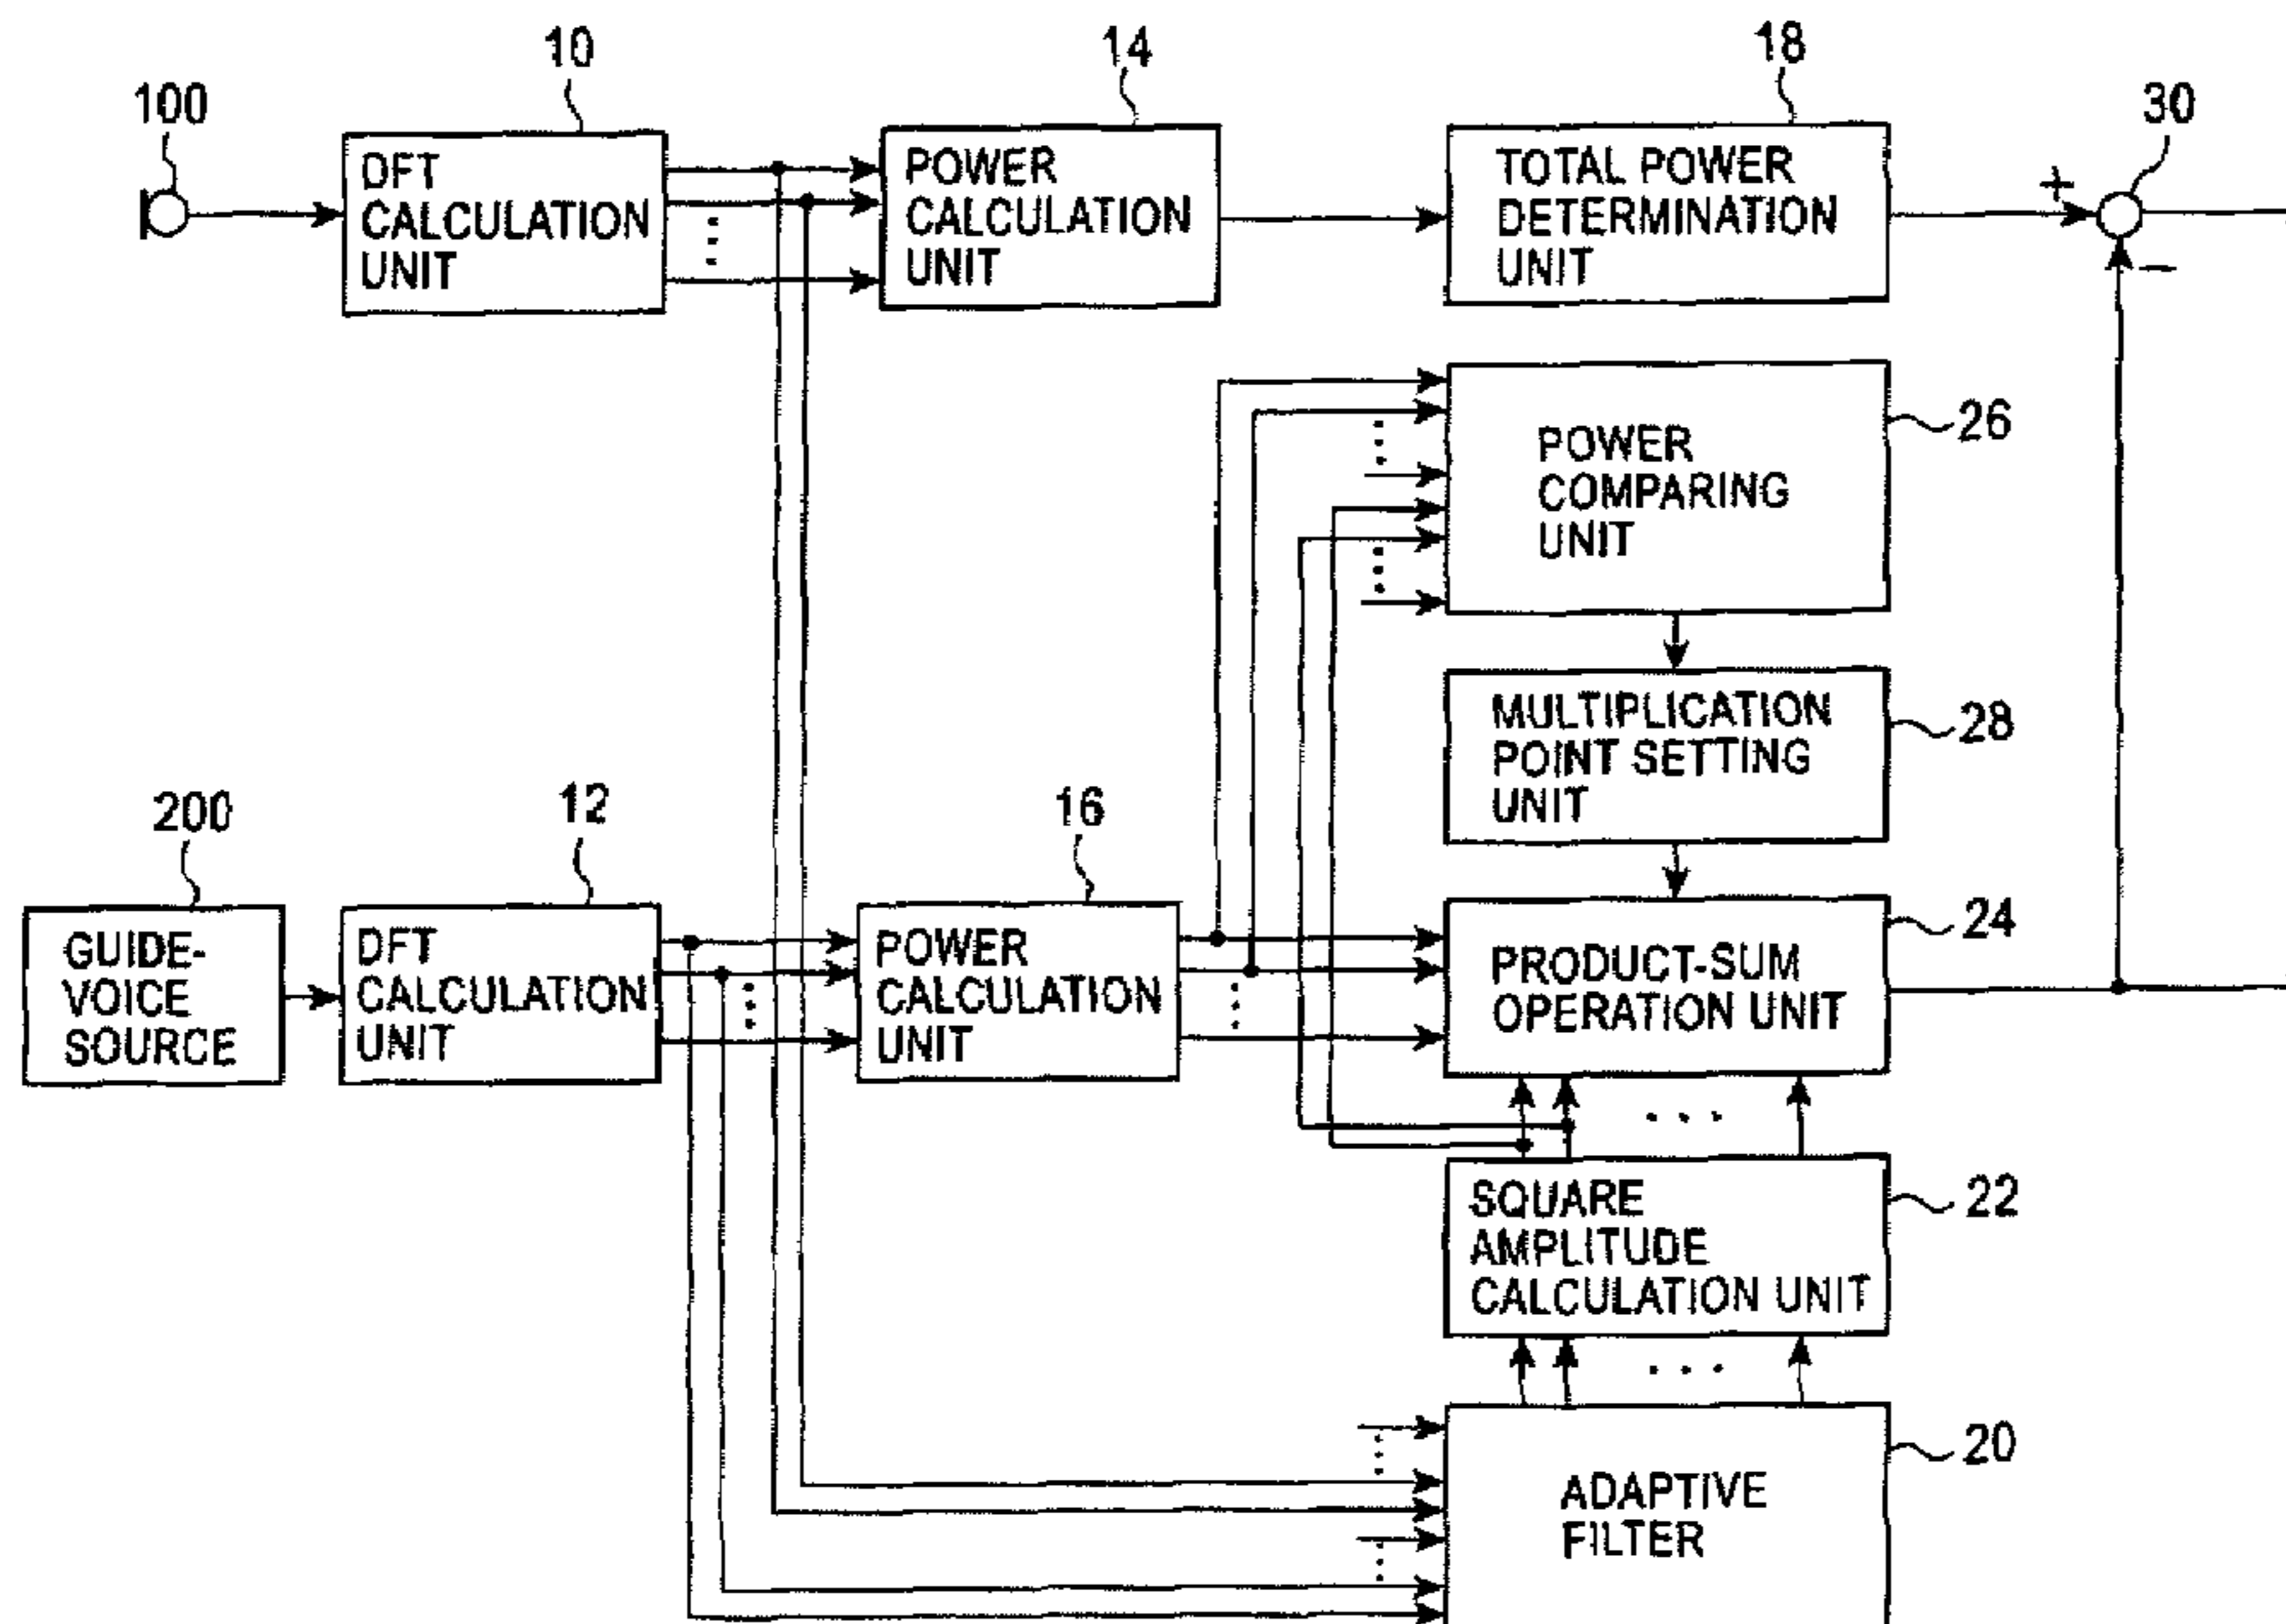 10
14
18
100
30
DFT
CALCULATION
UNIT
POWER
CALCULATION
UNIT
TOTAL POWER
DETERMINATION
UNIT
+
−
POWER
COMPARING
UNIT
26
MULTIPLICATION
POINT SETTING
UNIT
28
200
12
16
GUIDE-
VOICE
SOURCE
DFT
CALCULATION
UNIT
POWER
CALCULATION
UNIT
PRODUCT-SUM
OPERATION UNIT
24
SQUARE
AMPLITUDE
CALCULATION UNIT
22
ADAPTIVE
FILTER
20